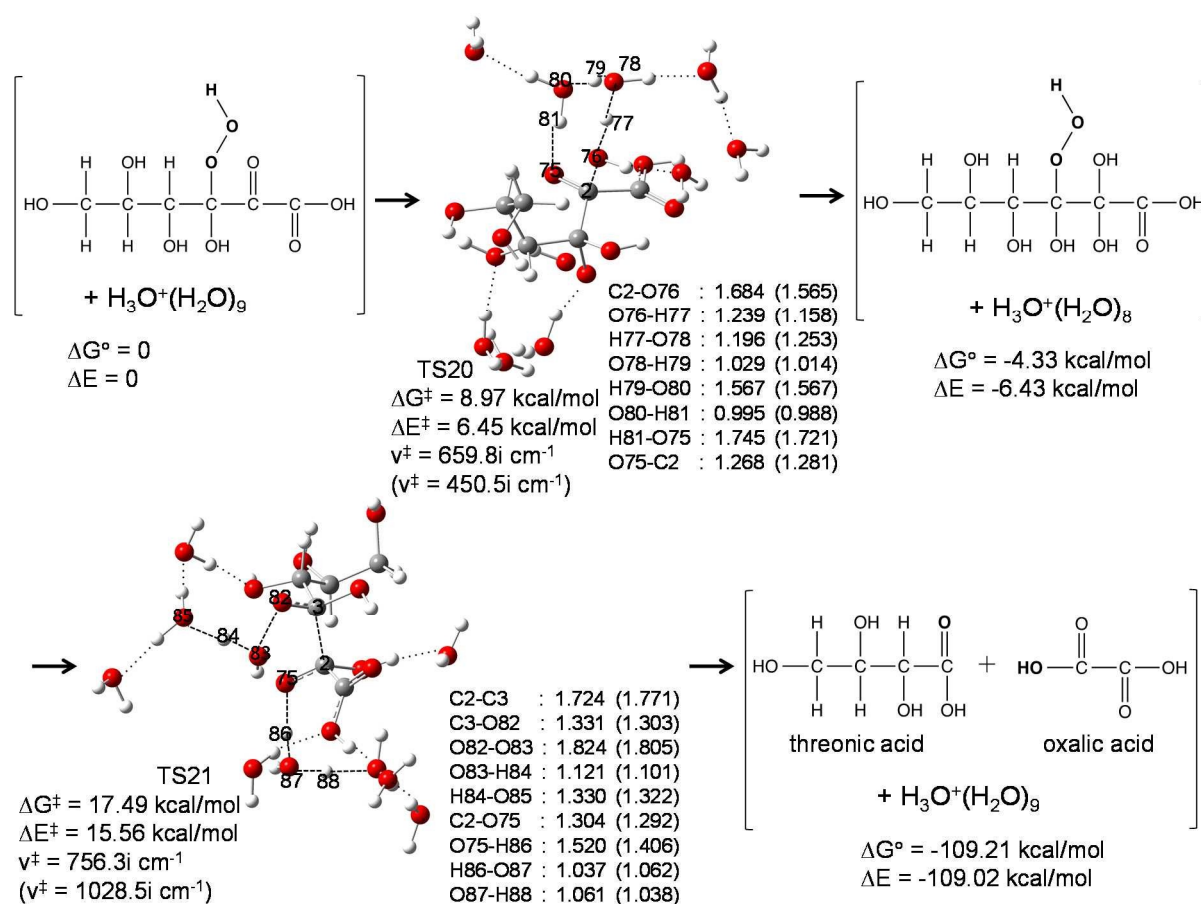 H
O
O
H OH H O
HO OH
H H OH OH O
+ H₃O⁺(H₂O)₉
ΔG° = 0
ΔE = 0
80 79 78
81 77
75 76
2
TS20
ΔG‡ = 8.97 kcal/mol
ΔE‡ = 6.45 kcal/mol
ν‡ = 659.8i cm⁻¹
(ν‡ = 450.5i cm⁻¹)
C2-O76 : 1.684 (1.565)
O76-H77 : 1.239 (1.158)
H77-O78 : 1.196 (1.253)
O78-H79 : 1.029 (1.014)
H79-O80 : 1.567 (1.567)
O80-H81 : 0.995 (0.988)
H81-O75 : 1.745 (1.721)
O75-C2 : 1.268 (1.281)
H
O
H OH H O OH
HO OH
H H OH OH OH O
+ H₃O⁺(H₂O)₈
ΔG° = -4.33 kcal/mol
ΔE = -6.43 kcal/mol
82 3
85 84 83
75 2
86
87 88
TS21
ΔG‡ = 17.49 kcal/mol
ΔE‡ = 15.56 kcal/mol
ν‡ = 756.3i cm⁻¹
(ν‡ = 1028.5i cm⁻¹)
C2-C3 : 1.724 (1.771)
C3-O82 : 1.331 (1.303)
O82-O83 : 1.824 (1.805)
O83-H84 : 1.121 (1.101)
H84-O85 : 1.330 (1.322)
C2-O75 : 1.304 (1.292)
O75-H86 : 1.520 (1.406)
H86-O87 : 1.037 (1.062)
O87-H88 : 1.061 (1.038)
H OH H O
HO
H H OH OH
threonic acid
+
O
HO OH
O
oxalic acid
+ H₃O⁺(H₂O)₉
ΔG° = -109.21 kcal/mol
ΔE = -109.02 kcal/mol